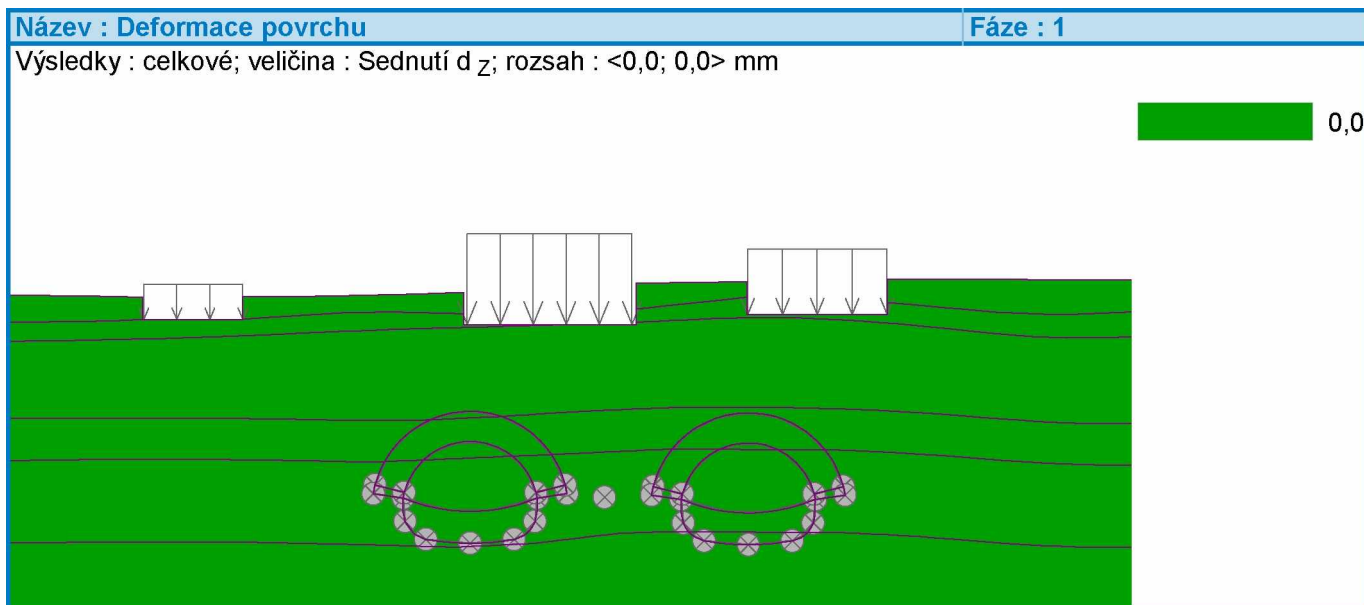 Název : Deformace povrchu Fáze : 1
Výsledky : celkové; veličina : Sednutí d Z; rozsah : <0,0; 0,0> mm
0,0